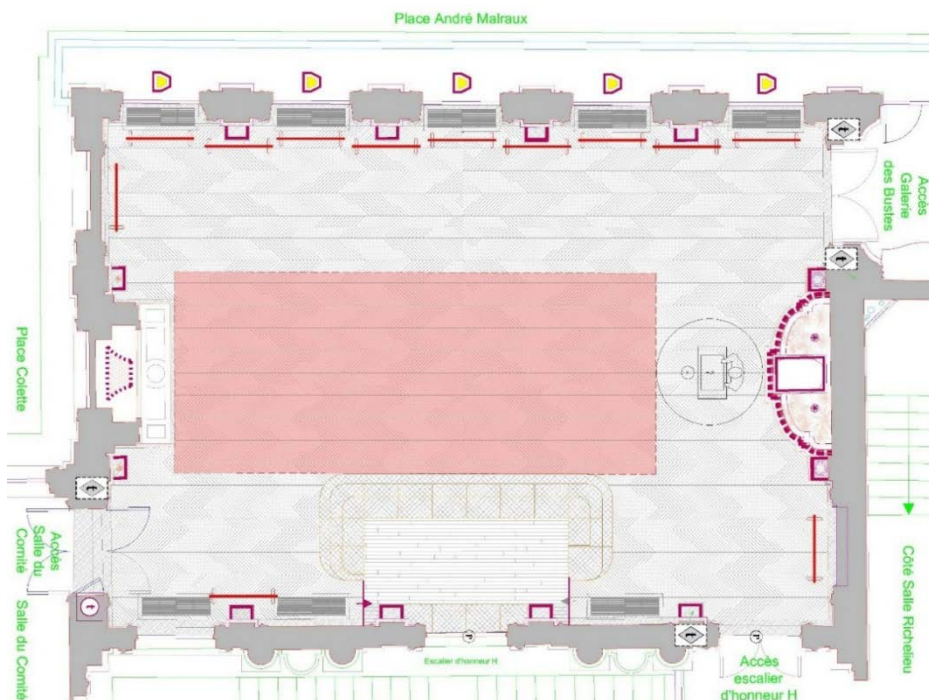 Place André Malraux
Accès
Galerie
des Bustes
Place Colette
Accès
Salle du
Comité
Salle du Comité
Côté Salle Richelieu
Escalier d'honneur H
Accès
escalier
d'honneur H